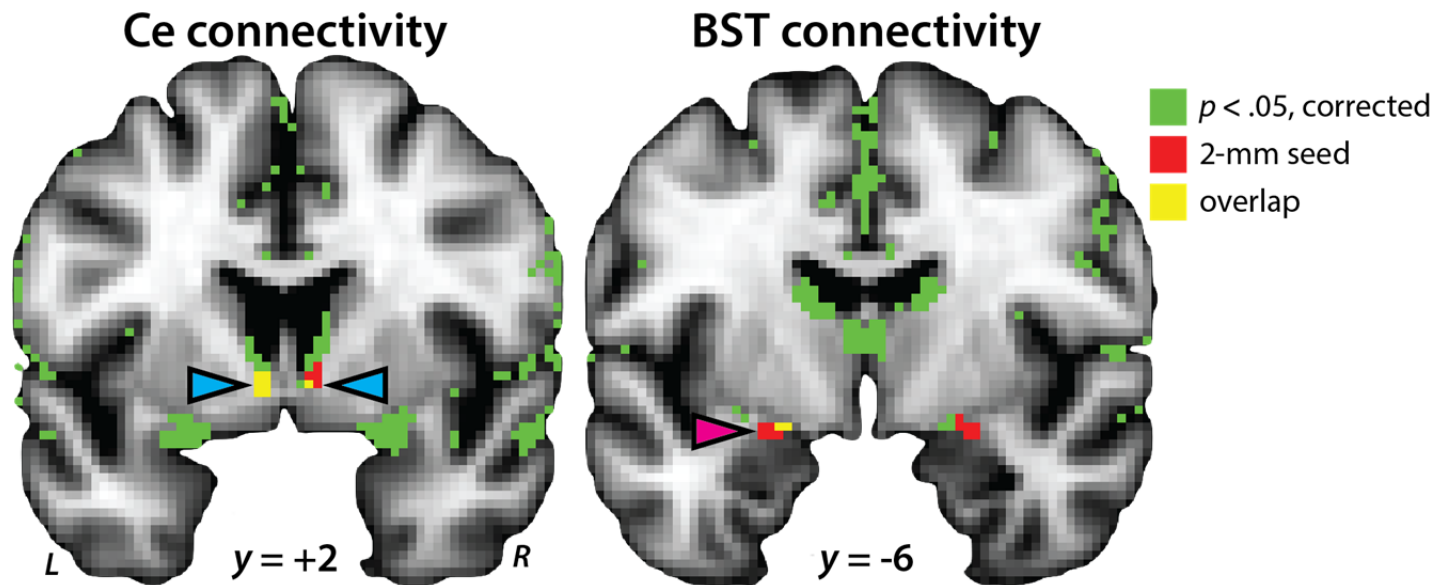 Ce connectivity
BST connectivity
p < .05, corrected
2-mm seed
overlap
L
y = +2
R
y = -6